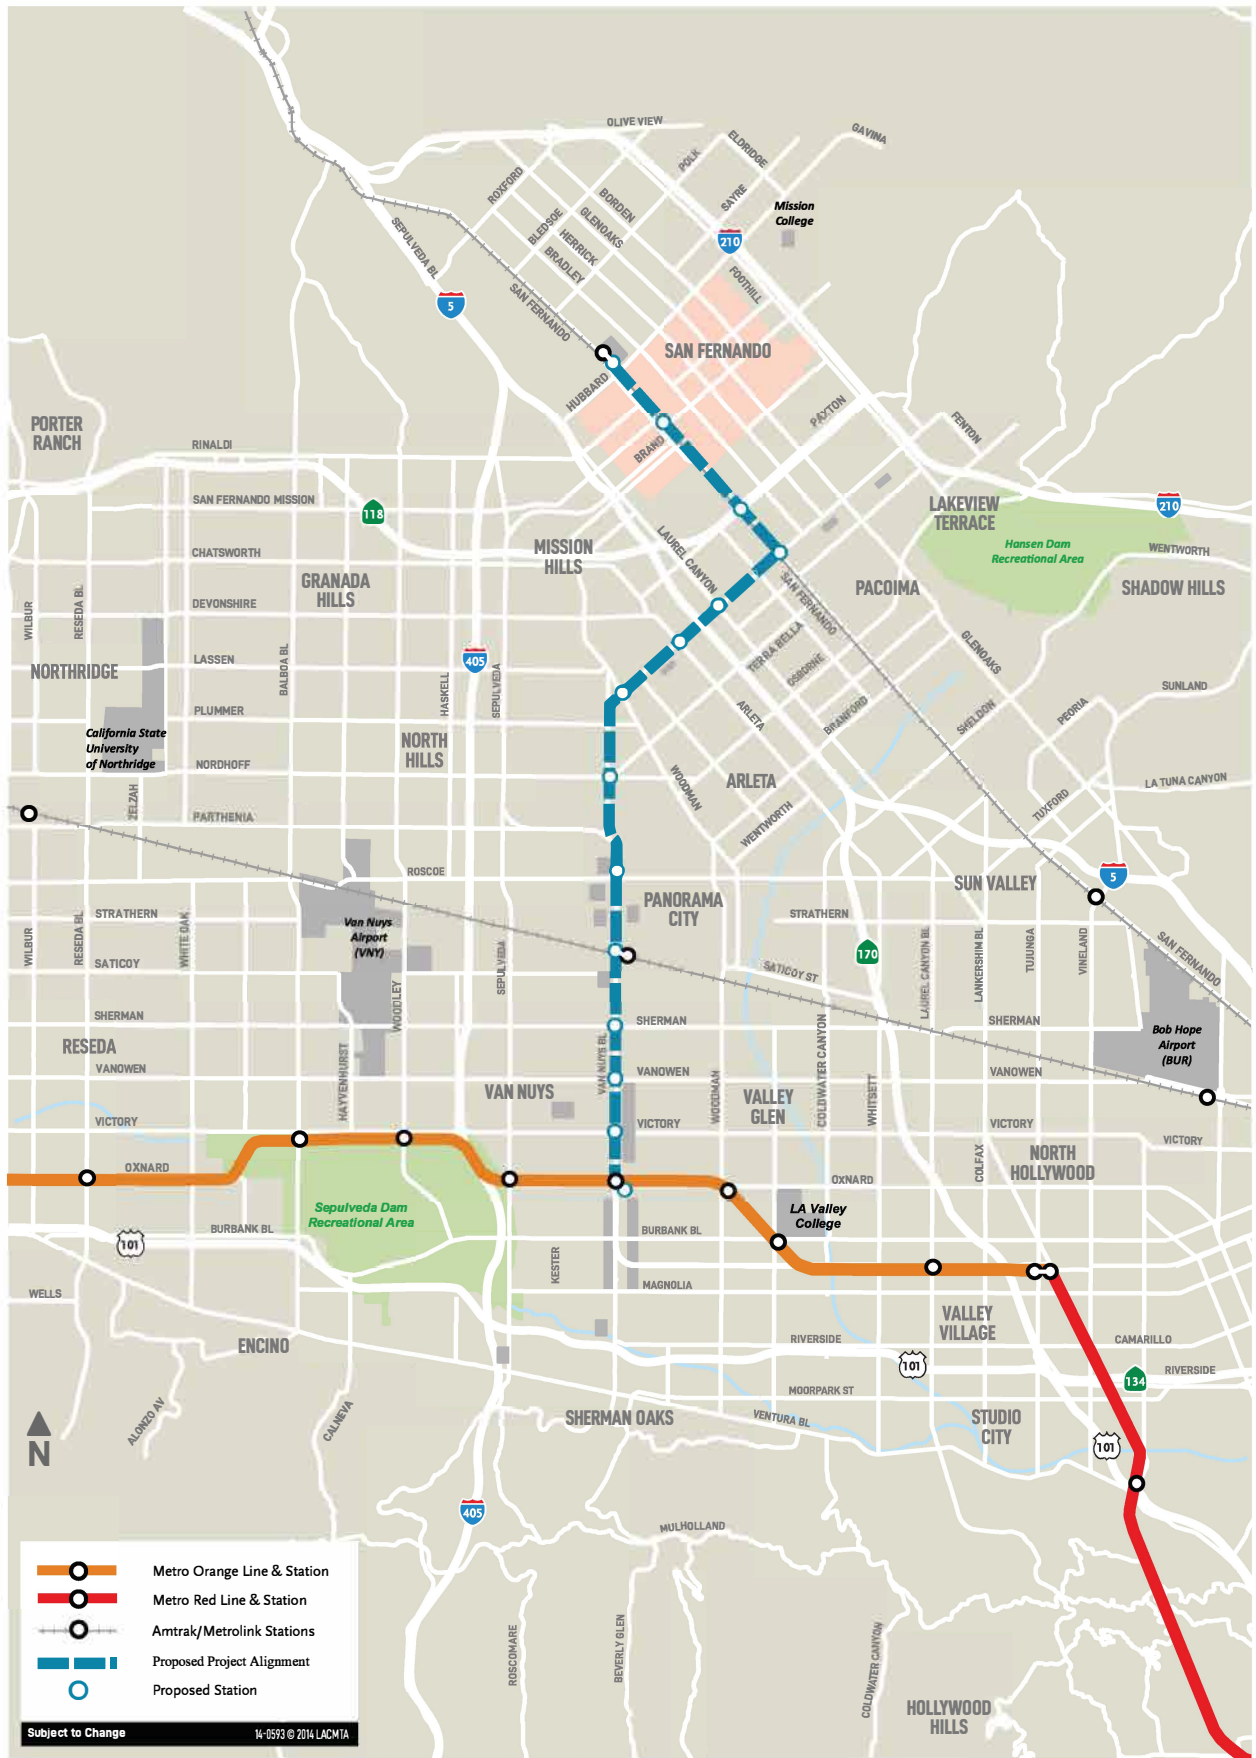 OLIVE VIEW
GAVINA
ELDRIDGE
POLK
ROXFORD
SAYRE
BORDEN
Mission
College
GLENOAKS
BLEDSOE
HERRICK
BRADLEY
SEPULVEDA BL
210
FOOTHILL
SAN FERNANDO
5
SAN FERNANDO
HUBBARD
PAXTON
FENTON
BRAND
PORTER
RANCH
RINALDI
SAN FERNANDO MISSION
118
LAKEVIEW
TERRACE
210
Hansen Dam
Recreational Area
WENTWORTH
CHATSWORTH
MISSION
HILLS
LAUREL CANYON
GRANADA
HILLS
SAN FERNANDO
PACOIMA
SHADOW HILLS
DEVONSHIRE
WILBUR
RESEDA BL
TERRA BELLA
GLENOAKS
LASSEN
405
NORTHRIDGE
BALBOA BL
HASKELL
SEPULVEDA
OSBORNE
SUNLAND
PLUMMER
ARLETA
BRANFORD
SHELDON
PEORIA
California State
University
of Northridge
NORTH
HILLS
NORDHOFF
WOODMAN
ARLETA
LA TUNA CANYON
ZELZAH
PARTHENIA
WENTWORTH
TUXFORD
ROSCOE
5
SUN VALLEY
PANORAMA
CITY
STRATHERN
STRATHERN
WILBUR
RESEDA BL
WHITE OAK
Van Nuys
Airport
(VNY)
SEPULVEDA
170
LAUREL CANYON BL
LANKERSHIM BL
TUJUNGA
VINELAND
SAN FERNANDO
SATICOY
SATICOY ST
WOODLEY
SHERMAN
SHERMAN
SHERMAN
Bob Hope
Airport
(BUR)
RESEDA
VANOWEN
HAYVENHURST
VAN NUYS BL
VANOWEN
VANOWEN
COLDWATER CANYON
WOODMAN
WHITSETT
VAN NUYS
VALLEY
GLEN
VICTORY
VICTORY
VICTORY
VICTORY
NORTH
HOLLYWOOD
COLFAX
OXNARD
OXNARD
Sepulveda Dam
Recreational Area
LA Valley
College
BURBANK BL
BURBANK BL
101
KESTER
MAGNOLIA
WELLS
VALLEY
VILLAGE
ENCINO
RIVERSIDE
CAMARILLO
101
RIVERSIDE
134
MOORPARK ST
ALONZO AV
CALNEVA
SHERMAN OAKS
VENTURA BL
STUDIO
CITY
101
N
405
MULHOLLAND
ROSCOMARE
BEVERLY GLEN
COLDWATER CANYON
HOLLYWOOD
HILLS
Metro Orange Line & Station
Metro Red Line & Station
Amtrak/Metrolink Stations
Proposed Project Alignment
Proposed Station
Subject to Change
14-0593 © 2014 LACMTA